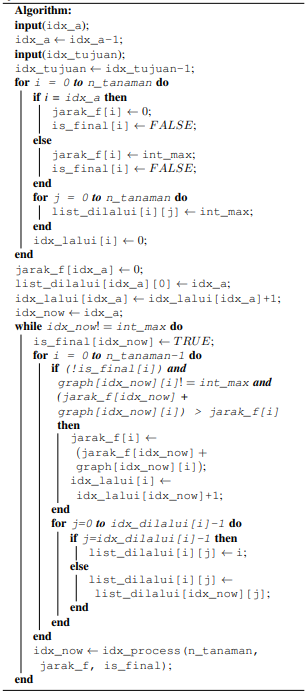 Algorithm:
input(idx_a);
idx_a ← idx_a-1;
input(idx_tujuan);
idx_tujuan ← idx_tujuan-1;
for i = 0 to n_tanaman do
if i = idx_a then
jarak_f[i] ← 0;
is_final[i] ← FALSE;
else
jarak_f[i] ← int_max;
is_final[i] ← FALSE;
end
for j = 0 to n_tanaman do
list_dilalui[i][j] ← int_max;
end
idx_lalui[i] ← 0;
end
jarak_f[idx_a] ← 0;
list_dilalui[idx_a][0] ← idx_a;
idx_lalui[idx_a] ← idx_lalui[idx_a]+1;
idx_now ← idx_a;
while idx_now! = int_max do
is_final[idx_now] ← TRUE;
for i = 0 to n_tanaman-1 do
if (!is_final[i]) and
graph[idx_now][i]! = int_max and
(jarak_f[idx_now] +
graph[idx_now][i]) > jarak_f[i]
then
jarak_f[i] ←
(jarak_f[idx_now] +
graph[idx_now][i]);
idx_lalui[i] ←
idx_lalui[idx_now]+1;
end
for j=0 to idx_dilalui[i]-1 do
if j=idx_dilalui[i]-1 then
list_dilalui[i][j] ← i;
else
list_dilalui[i][j] ←
list_dilalui[idx_now][j];
end
end
end
idx_now ← idx_process(n_tanaman,
jarak_f, is_final);
end